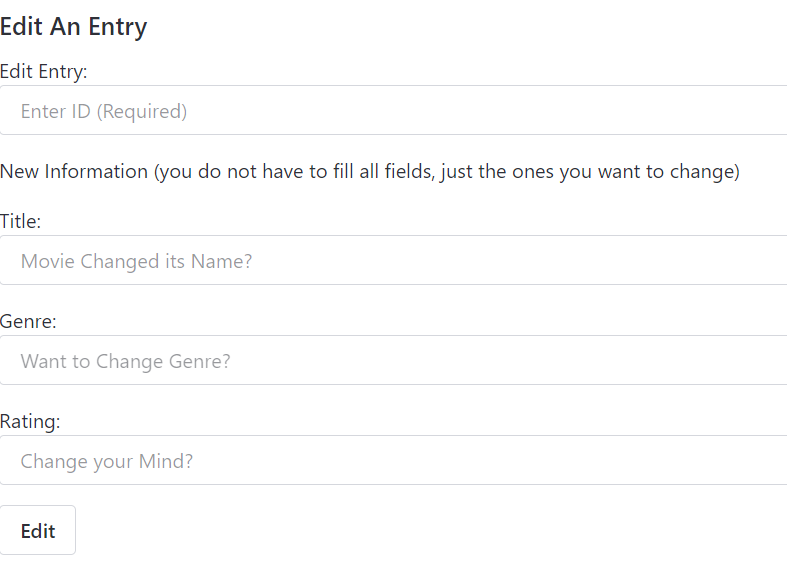 Edit An Entry
Edit Entry:
Enter ID (Required)
New Information (you do not have to fill all fields, just the ones you want to change)
Title:
Movie Changed its Name?
Genre:
Want to Change Genre?
Rating:
Change your Mind?
Edit